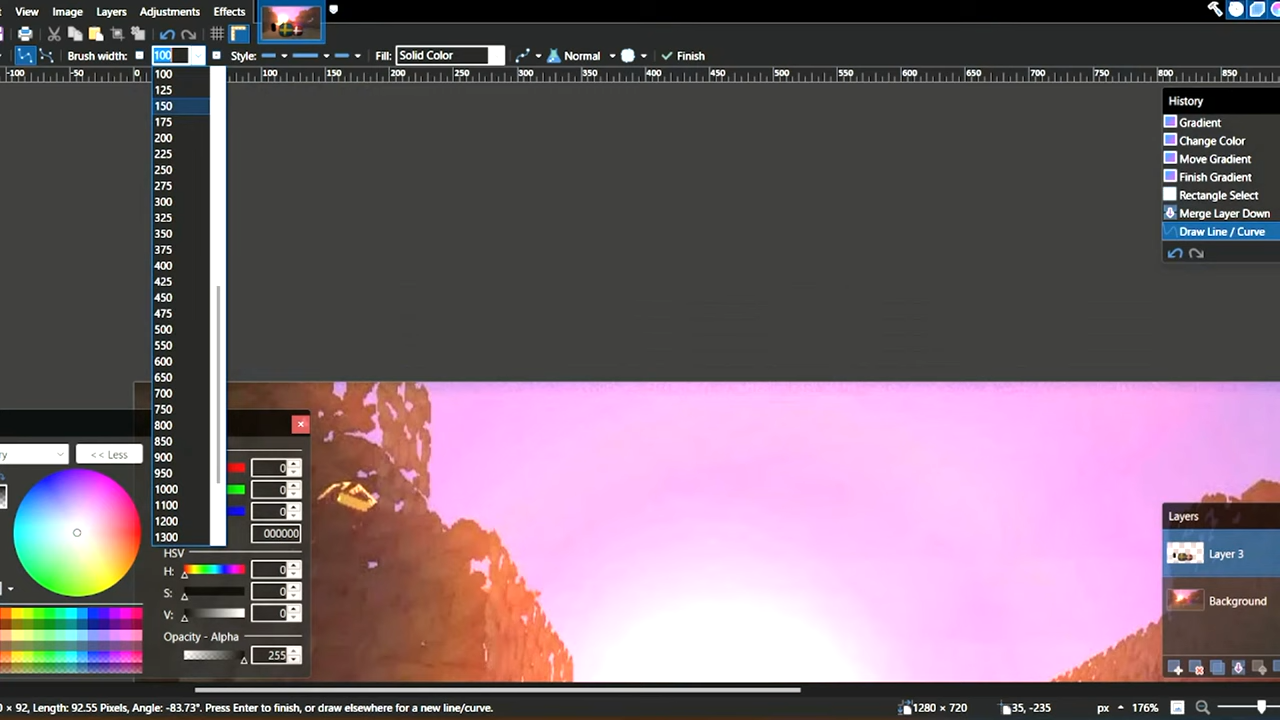 View Image Layers Adjustments Effects
Brush width: 100 Style: Fill: Solid Color Normal Finish
-100 -50 0 100 150 200 250 300 350 400 450 500 550 600 650 700 750 800 850
100
125
150
175
200
225
250
275
300
325
350
375
400
425
450
475
500
550
600
650
700
750
800
850
900
950
1000
1100
1200
1300
History
Gradient
Change Color
Move Gradient
Finish Gradient
Rectangle Select
Merge Layer Down
Draw Line / Curve
<< Less
0
0
0
000000
HSV
H: 0
S: 0
V: 0
Opacity - Alpha
255
Layers
Layer 3
Background
92, Length: 92.55 Pixels, Angle: -83.73°. Press Enter to finish, or draw elsewhere for a new line/curve. 1280 × 720 35, -235 px 176%